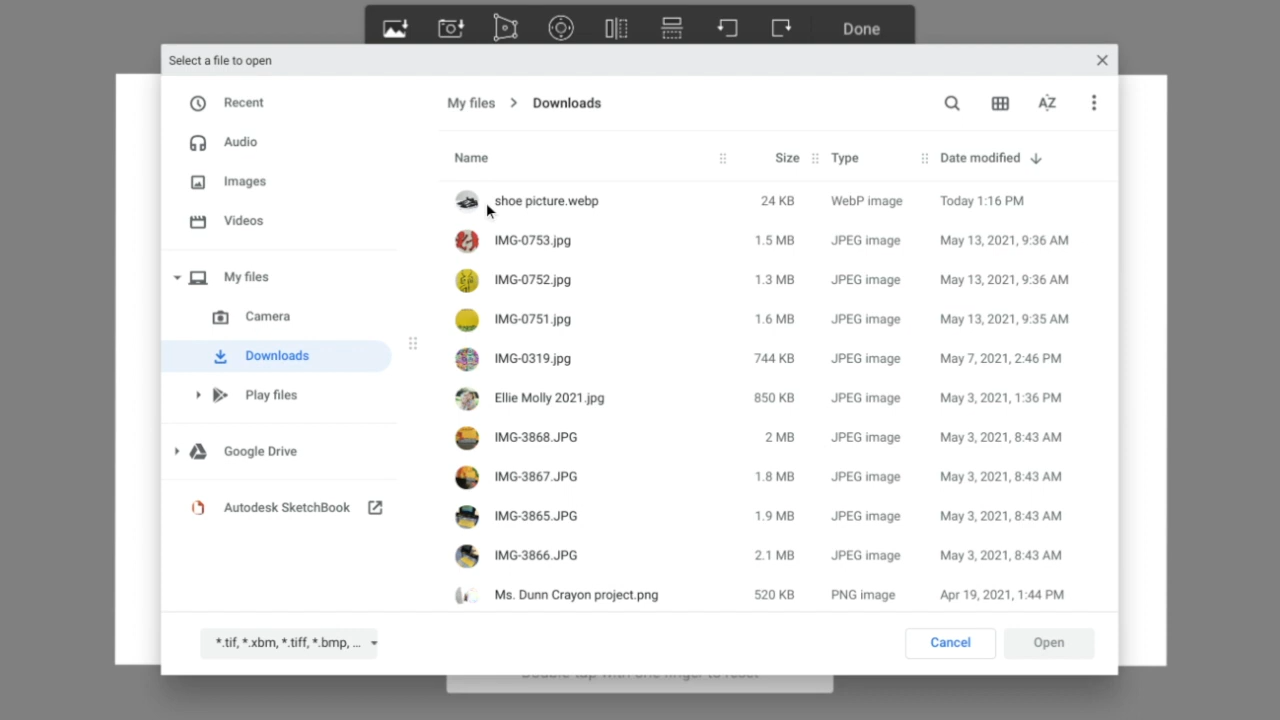 Done
Select a file to open
Recent
Audio
Images
Videos
My files
Camera
Downloads
Play files
Google Drive
Autodesk SketchBook
My files > Downloads
AZ
Name Size Type Date modified
shoe picture.webp 24 KB WebP image Today 1:16 PM
IMG-0753.jpg 1.5 MB JPEG image May 13, 2021, 9:36 AM
IMG-0752.jpg 1.3 MB JPEG image May 13, 2021, 9:36 AM
IMG-0751.jpg 1.6 MB JPEG image May 13, 2021, 9:35 AM
IMG-0319.jpg 744 KB JPEG image May 7, 2021, 2:46 PM
Ellie Molly 2021.jpg 850 KB JPEG image May 3, 2021, 1:36 PM
IMG-3868.JPG 2 MB JPEG image May 3, 2021, 8:43 AM
IMG-3867.JPG 1.8 MB JPEG image May 3, 2021, 8:43 AM
IMG-3865.JPG 1.9 MB JPEG image May 3, 2021, 8:43 AM
IMG-3866.JPG 2.1 MB JPEG image May 3, 2021, 8:43 AM
Ms. Dunn Crayon project.png 520 KB PNG image Apr 19, 2021, 1:44 PM
*.tif, *.xbm, *.tiff, *.bmp, ...
Cancel
Open
Double-tap with one finger to reset